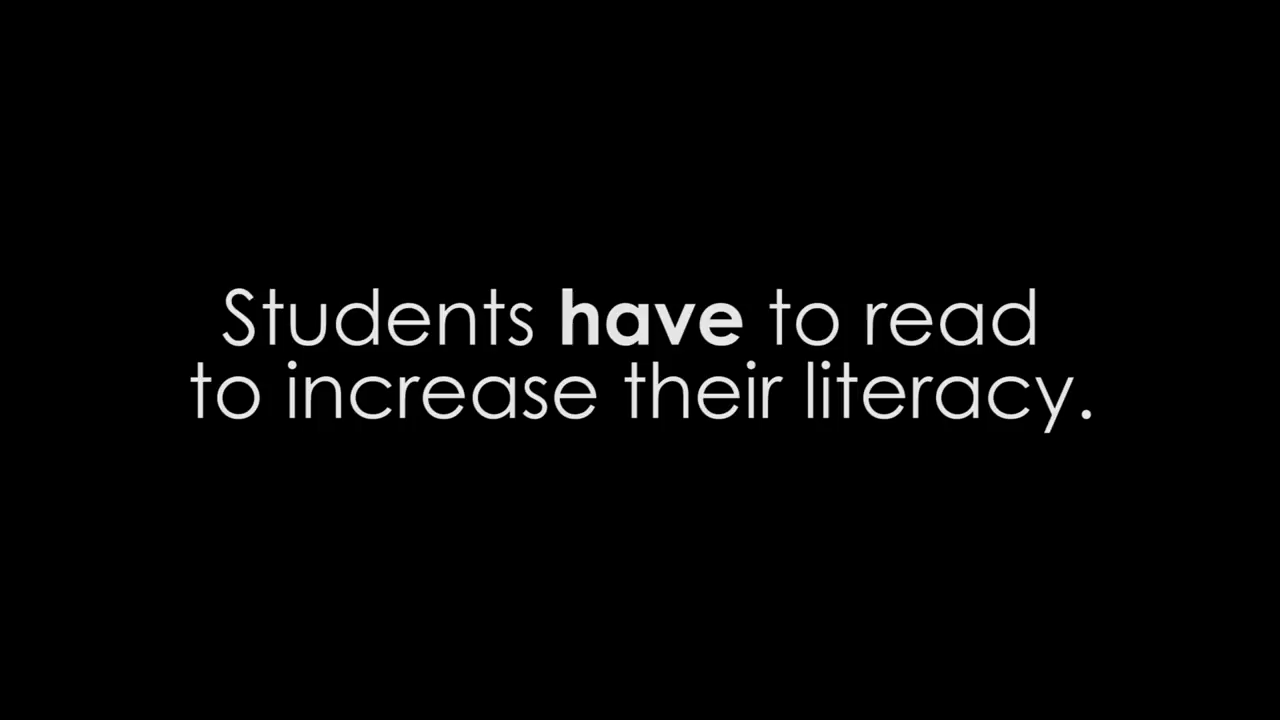 Students have to read
to increase their literacy.